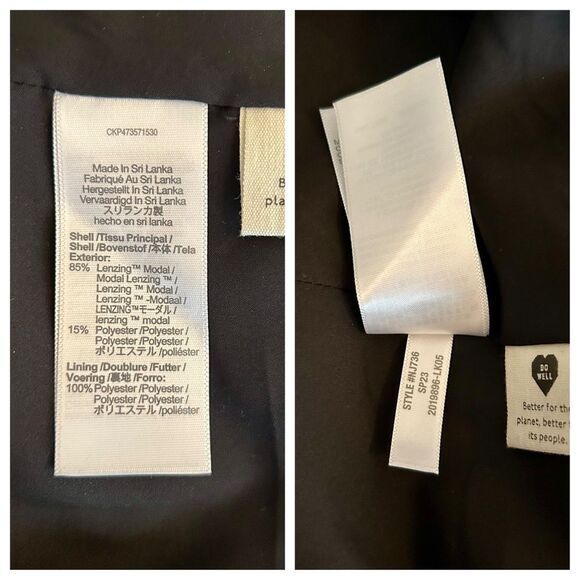 CKP473571530
Made In Sri Lanka
Fabriqué Au Sri Lanka
Hergestellt In Sri Lanka
Vervaardigd In Sri Lanka
スリランカ製
hecho en sri lanka
Shell /Tissu Principal /
Shell /Bovenstof /本体 /Tela
Exterior:
85% Lenzing™ Modal /
Modal Lenzing ™ /
Lenzing ™ Modal /
Lenzing ™ -Modaal /
LENZING™モーダル /
lenzing ™ modal
15% Polyester /Polyester /
Polyester /Polyester /
ポリエステル /poliéster
Lining /Doublure /Futter /
Voering /裏地 /Forro:
100% Polyester /Polyester /
Polyester /Polyester /
ポリエステル /poliéster
B
plan
STYLE #NJ736
SP23
2019896-LK05
DO
WELL
Better for the
planet, better
its people.